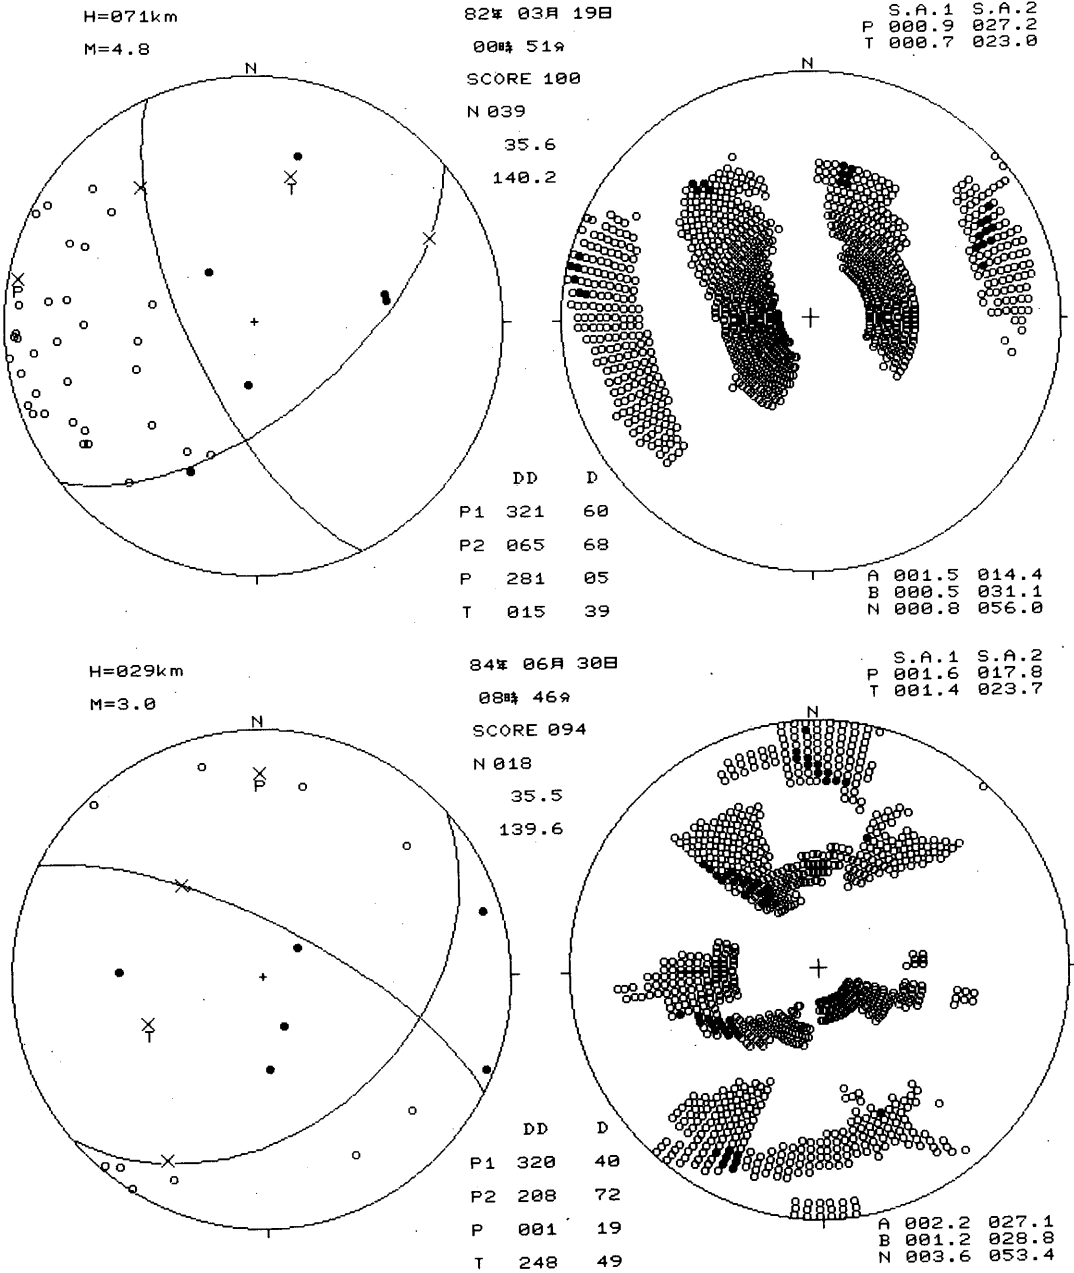 H=071km
M=4.8
82年 03月 19日
00時 51分
SCORE 100
N 039
35.6
140.2
S.A.1 S.A.2
P 000.9 027.2
T 000.7 023.0
N
T
P
N
DD D
P1 321 60
P2 065 68
P 281 05
T 015 39
A 001.5 014.4
B 000.5 031.1
N 000.8 056.0
H=029km
M=3.0
84年 06月 30日
08時 46分
SCORE 094
N 018
35.5
139.6
S.A.1 S.A.2
P 001.6 017.8
T 001.4 023.7
N
P
T
N
DD D
P1 320 40
P2 208 72
P 001 19
T 248 49
A 002.2 027.1
B 001.2 028.8
N 003.6 053.4